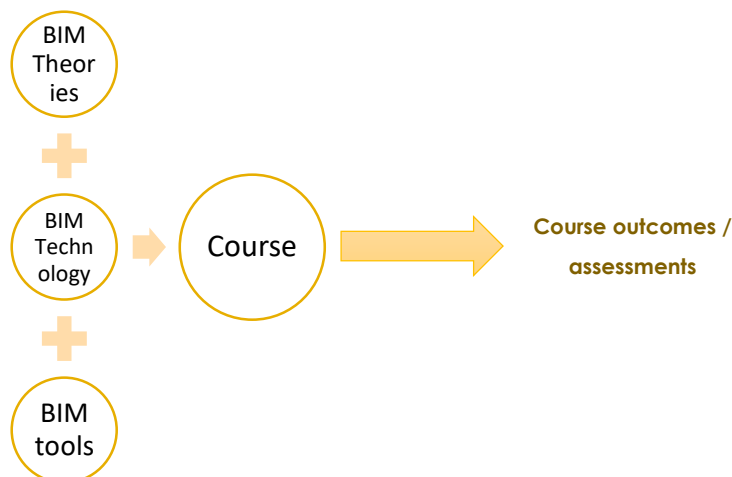 BIM
Theor
ies
BIM
Techn
ology
BIM
tools
Course
Course outcomes /
assessments